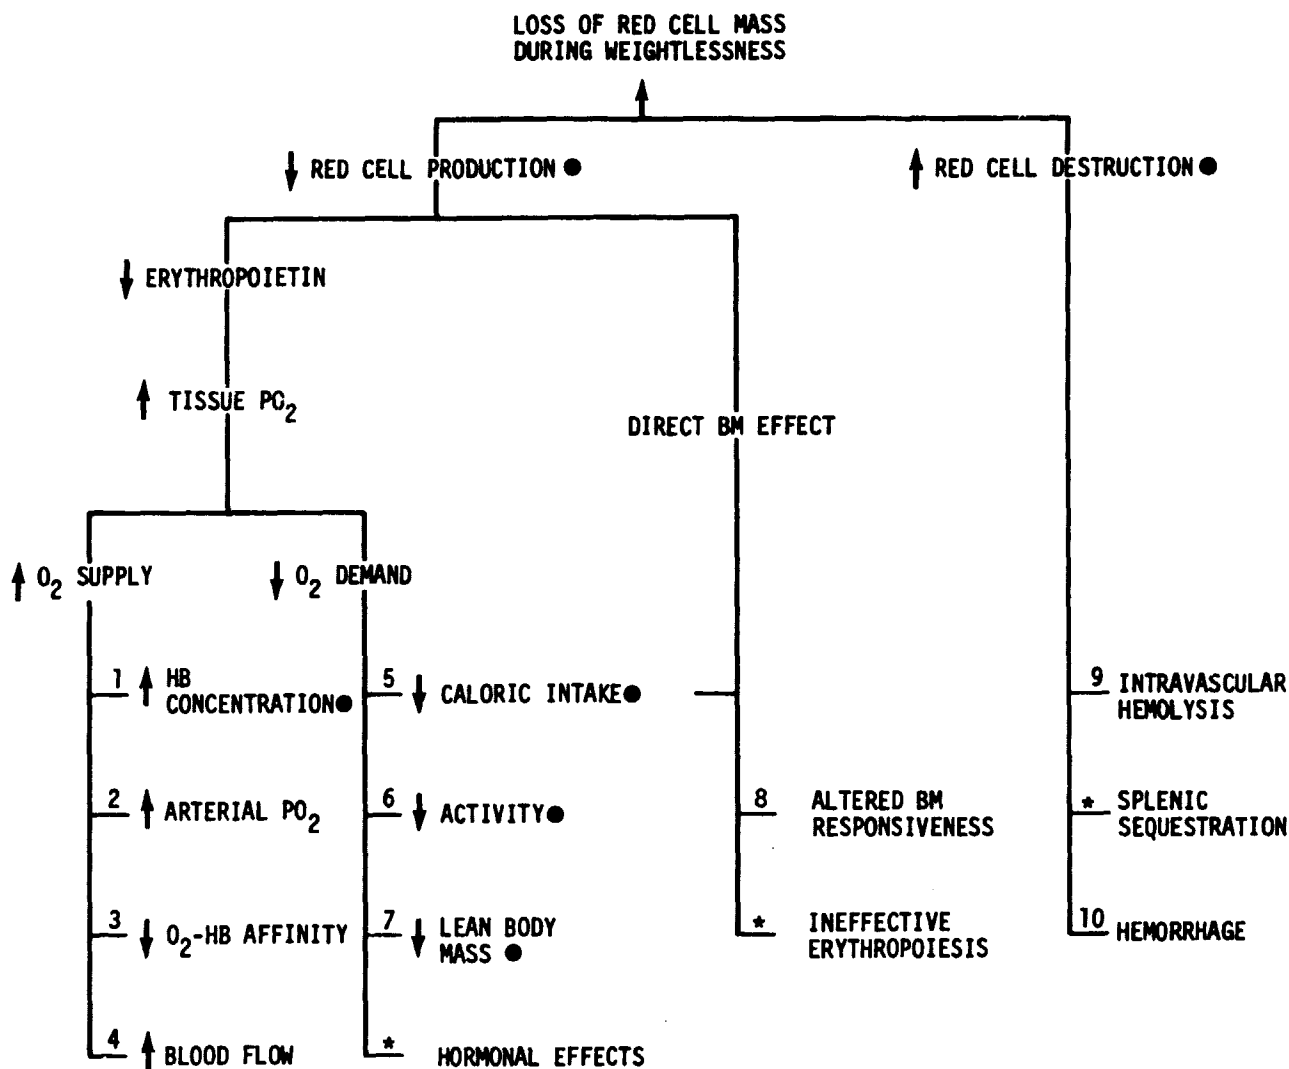 LOSS OF RED CELL MASS
DURING WEIGHTLESSNESS
↓ RED CELL PRODUCTION ●
↑ RED CELL DESTRUCTION ●
↓ ERYTHROPOIETIN
↑ TISSUE PO2
DIRECT BM EFFECT
↑ O2 SUPPLY
↓ O2 DEMAND
1 ↑ HB
CONCENTRATION ●
2 ↑ ARTERIAL PO2
3 ↓ O2-HB AFFINITY
4 ↑ BLOOD FLOW
5 ↓ CALORIC INTAKE ●
6 ↓ ACTIVITY ●
7 ↓ LEAN BODY
MASS ●
* HORMONAL EFFECTS
8 ALTERED BM
RESPONSIVENESS
* INEFFECTIVE
ERYTHROPOIESIS
9 INTRAVASCULAR
HEMOLYSIS
* SPLENIC
SEQUESTRATION
10 HEMORRHAGE